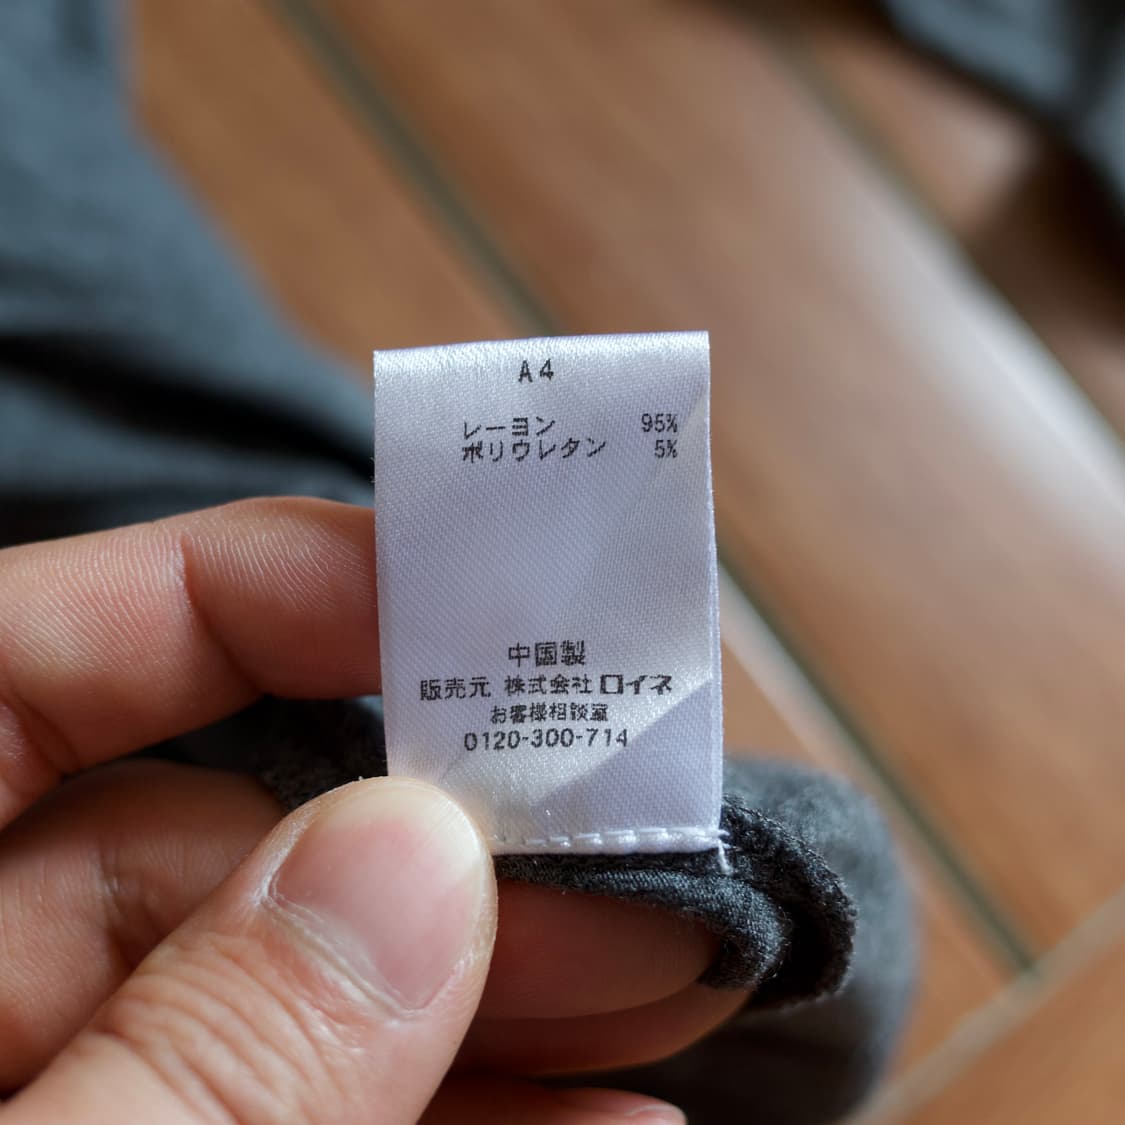 A4
レーヨン 95%
ポリウレタン 5%
中国製
販売元 株式会社ロイネ
お客様相談室
0120-300-714